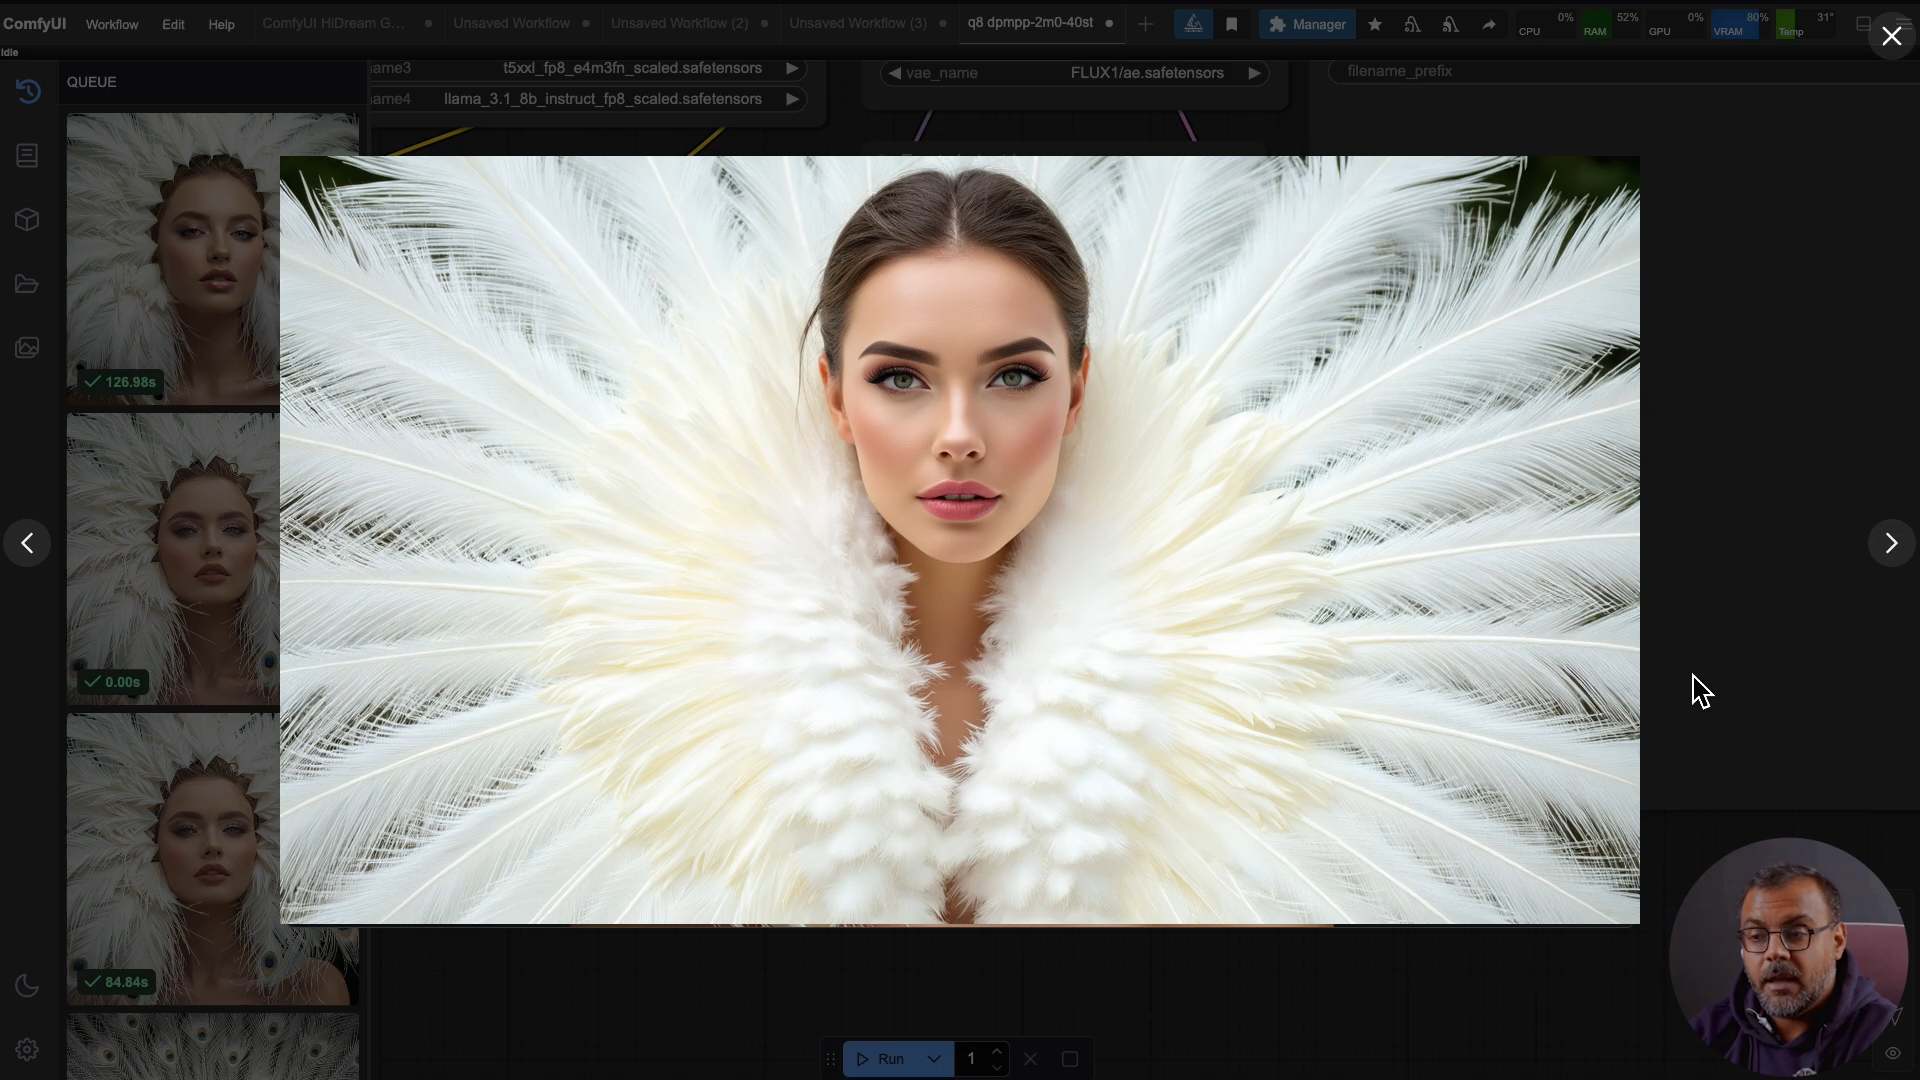 ComfyUI
Workflow
Edit
Help
ComfyUI HiDream G...
Unsaved Workflow
Unsaved Workflow (2)
Unsaved Workflow (3)
q8 dpmpp-2m0-40st
Manager
CPU
0%
RAM
52%
GPU
0%
VRAM
80%
Temp
31°
Idle
QUEUE
ame3
t5xxl_fp8_e4m3fn_scaled.safetensors
ame4
llama_3.1_8b_instruct_fp8_scaled.safetensors
vae_name
FLUX1/ae.safetensors
filename_prefix
126.98s
0.00s
84.84s
Run
1